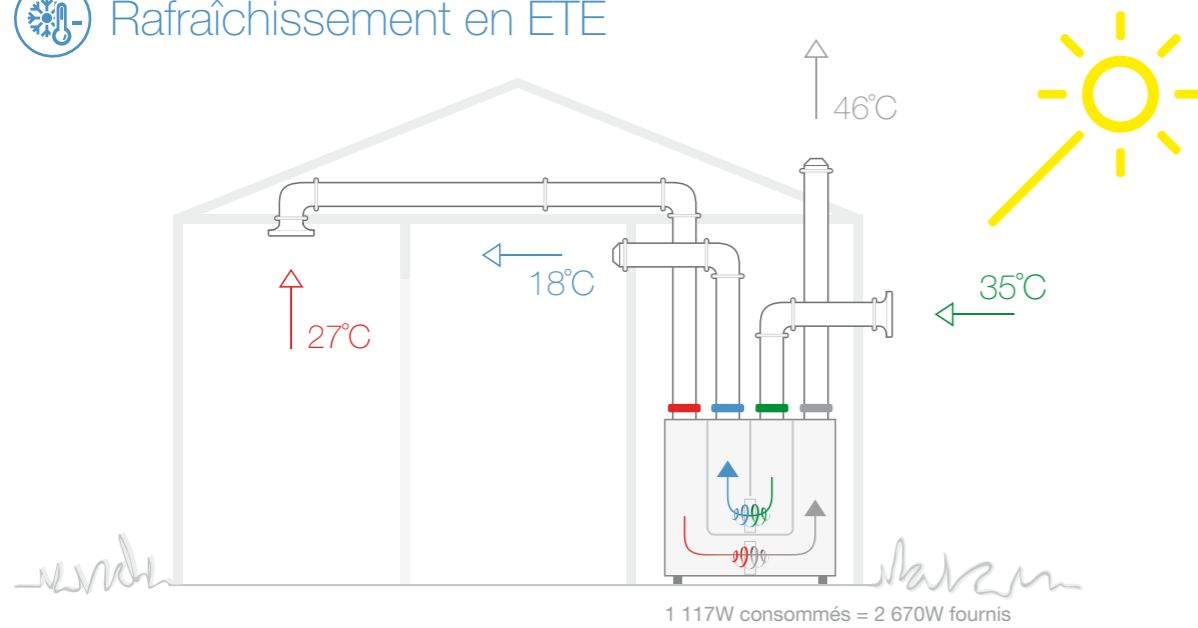 Rafraîchissement en ETE
46°C
18°C
35°C
27°C
1 117W consommés = 2 670W fournis